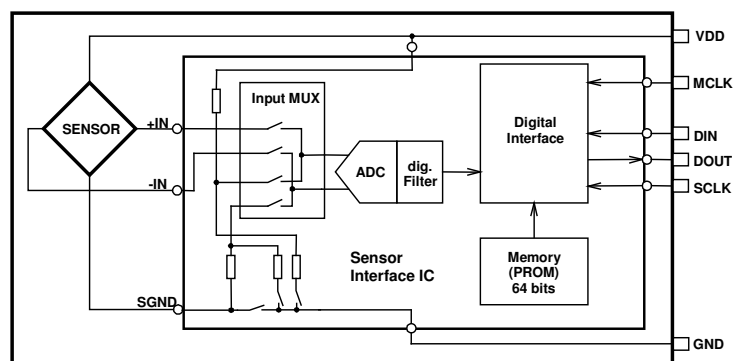 VDD
MCLK
Input MUX
SENSOR
+IN
Digital
Interface
DIN
DOUT
ADC
dig.
Filter
-IN
SCLK
Sensor
Interface IC
Memory
(PROM)
64 bits
SGND
GND